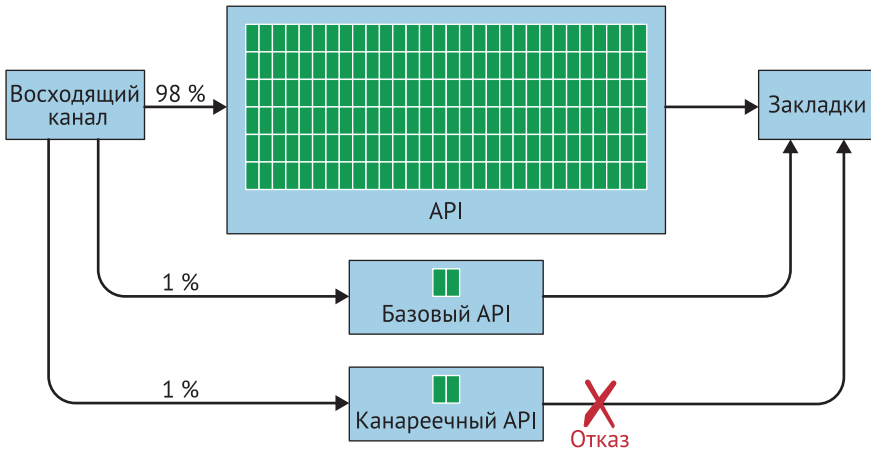 Восходящий
канал
98 %
API
Закладки
1 %
Базовый API
1 %
Канареечный API
Отказ